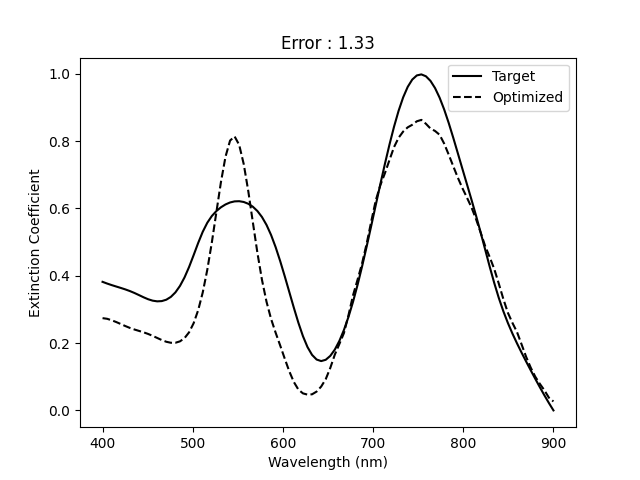 Error : 1.33
Target
Optimized
Extinction Coefficient
1.0
0.8
0.6
0.4
0.2
0.0
400 500 600 700 800 900
Wavelength (nm)